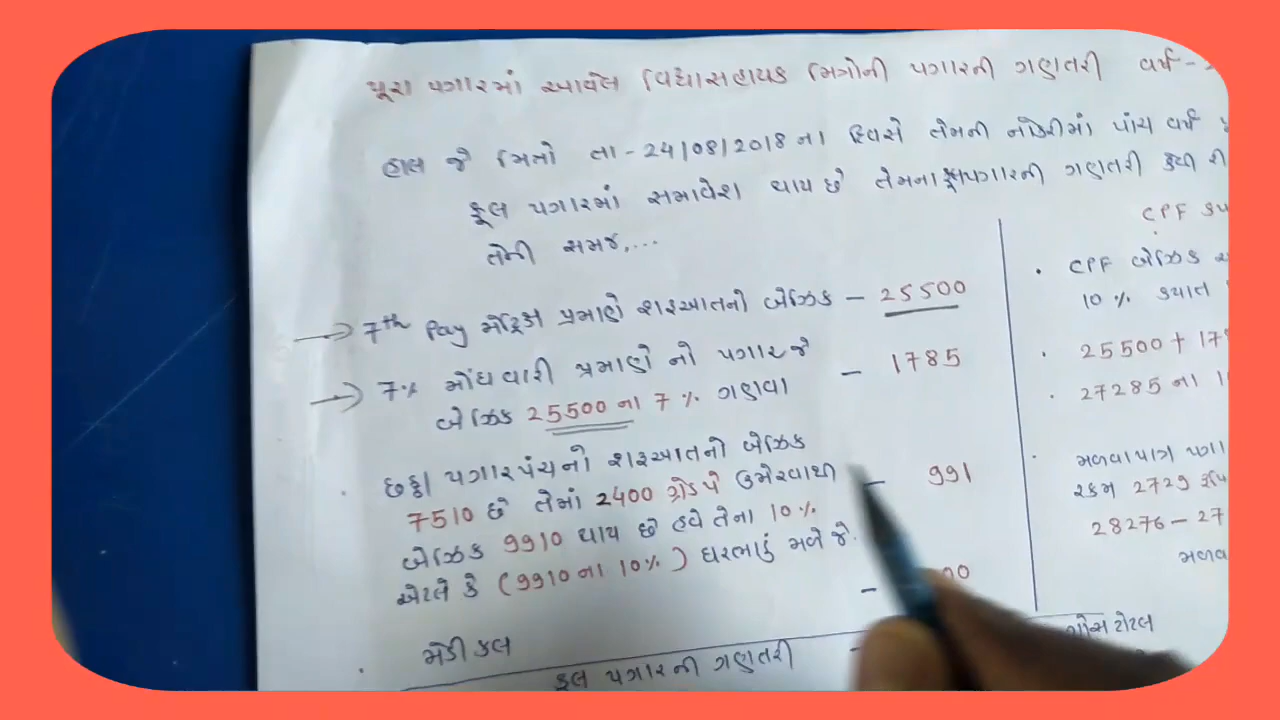 પૂરા પગારમાં આવેલ વિદ્યાસહાયક મિત્રોની પગારની ગણતરી વર્ષ -
હાલ જે મિત્રો તા - 24/08/2018 ના દિવસે તેમની નોકરીમાં પાંચ વર્ષ
ફૂલ પગારમાં સમાવેશ થાય છે તેમના ફૂલપગારની ગણતરી કેવી રી
તેની સમજ,...
→ 7th Pay મેટ્રિક્ષ પ્રમાણે શરૂઆતનો બેઝિક - 25500
→ 7% મોંઘવારી પ્રમાણે નો પગાર જે - 1785
બેઝિક 25500 ના 7% ગણવા
. છઠ્ઠા પગારપંચનો શરૂઆતનો બેઝિક
7510 છે તેમાં 2400 ગ્રેડપે ઉમેરવાથી - 991
બેઝિક 9910 થાય છે હવે તેના 10%
એટલે કે (9910 ના 10%) ઘરભાડું મળે જે.
. મેડીકલ -
ફૂલ પગારની ગણતરી -
CPF
. CPF બેઝિક
10% કપાત
. 25500 + 17
. 27285 ના 1
. મળવાપાત્ર પગા
રકમ 2729 રૂપિ
28276 - 27
મળવા
ગ્રોસ ટોટલ